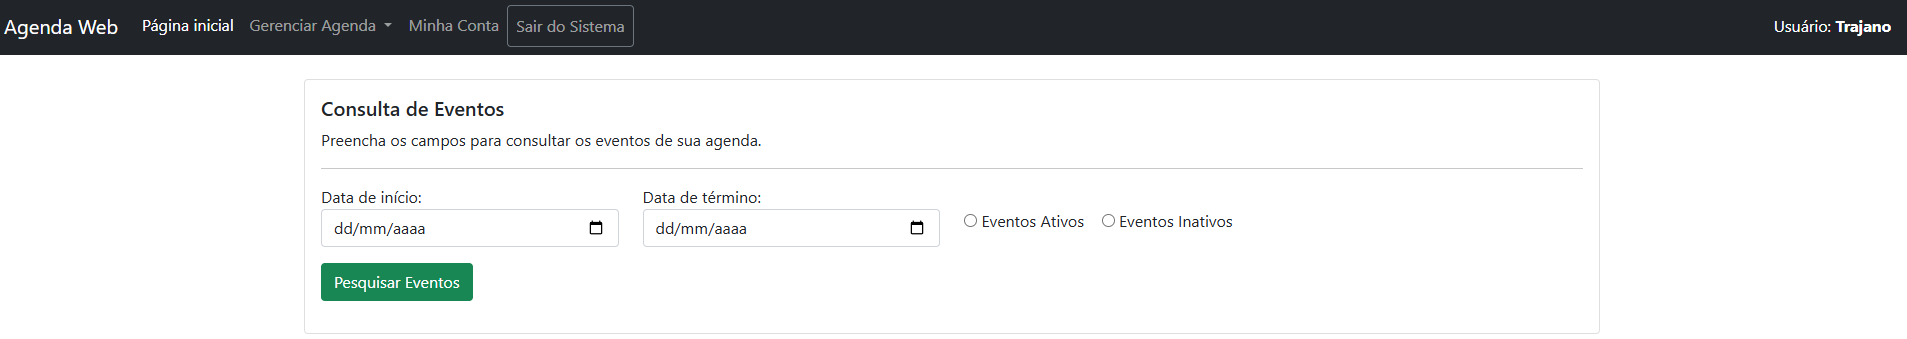 Agenda Web Página inicial Gerenciar Agenda Minha Conta Sair do Sistema Usuário: Trajano
Consulta de Eventos
Preencha os campos para consultar os eventos de sua agenda.
Data de início: Data de término:
dd/mm/aaaa dd/mm/aaaa Eventos Ativos Eventos Inativos
Pesquisar Eventos